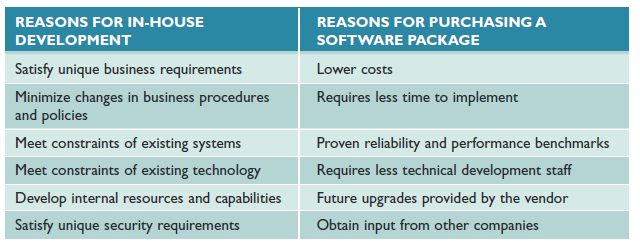 REASONS FOR IN-HOUSE
DEVELOPMENT
REASONS FOR PURCHASING A
SOFTWARE PACKAGE
Satisfy unique business requirements
Lower costs
Minimize changes in business procedures
and policies
Requires less time to implement
Meet constraints of existing systems
Proven reliability and performance benchmarks
Meet constraints of existing technology
Requires less technical development staff
Develop internal resources and capabilities
Future upgrades provided by the vendor
Satisfy unique security requirements
Obtain input from other companies